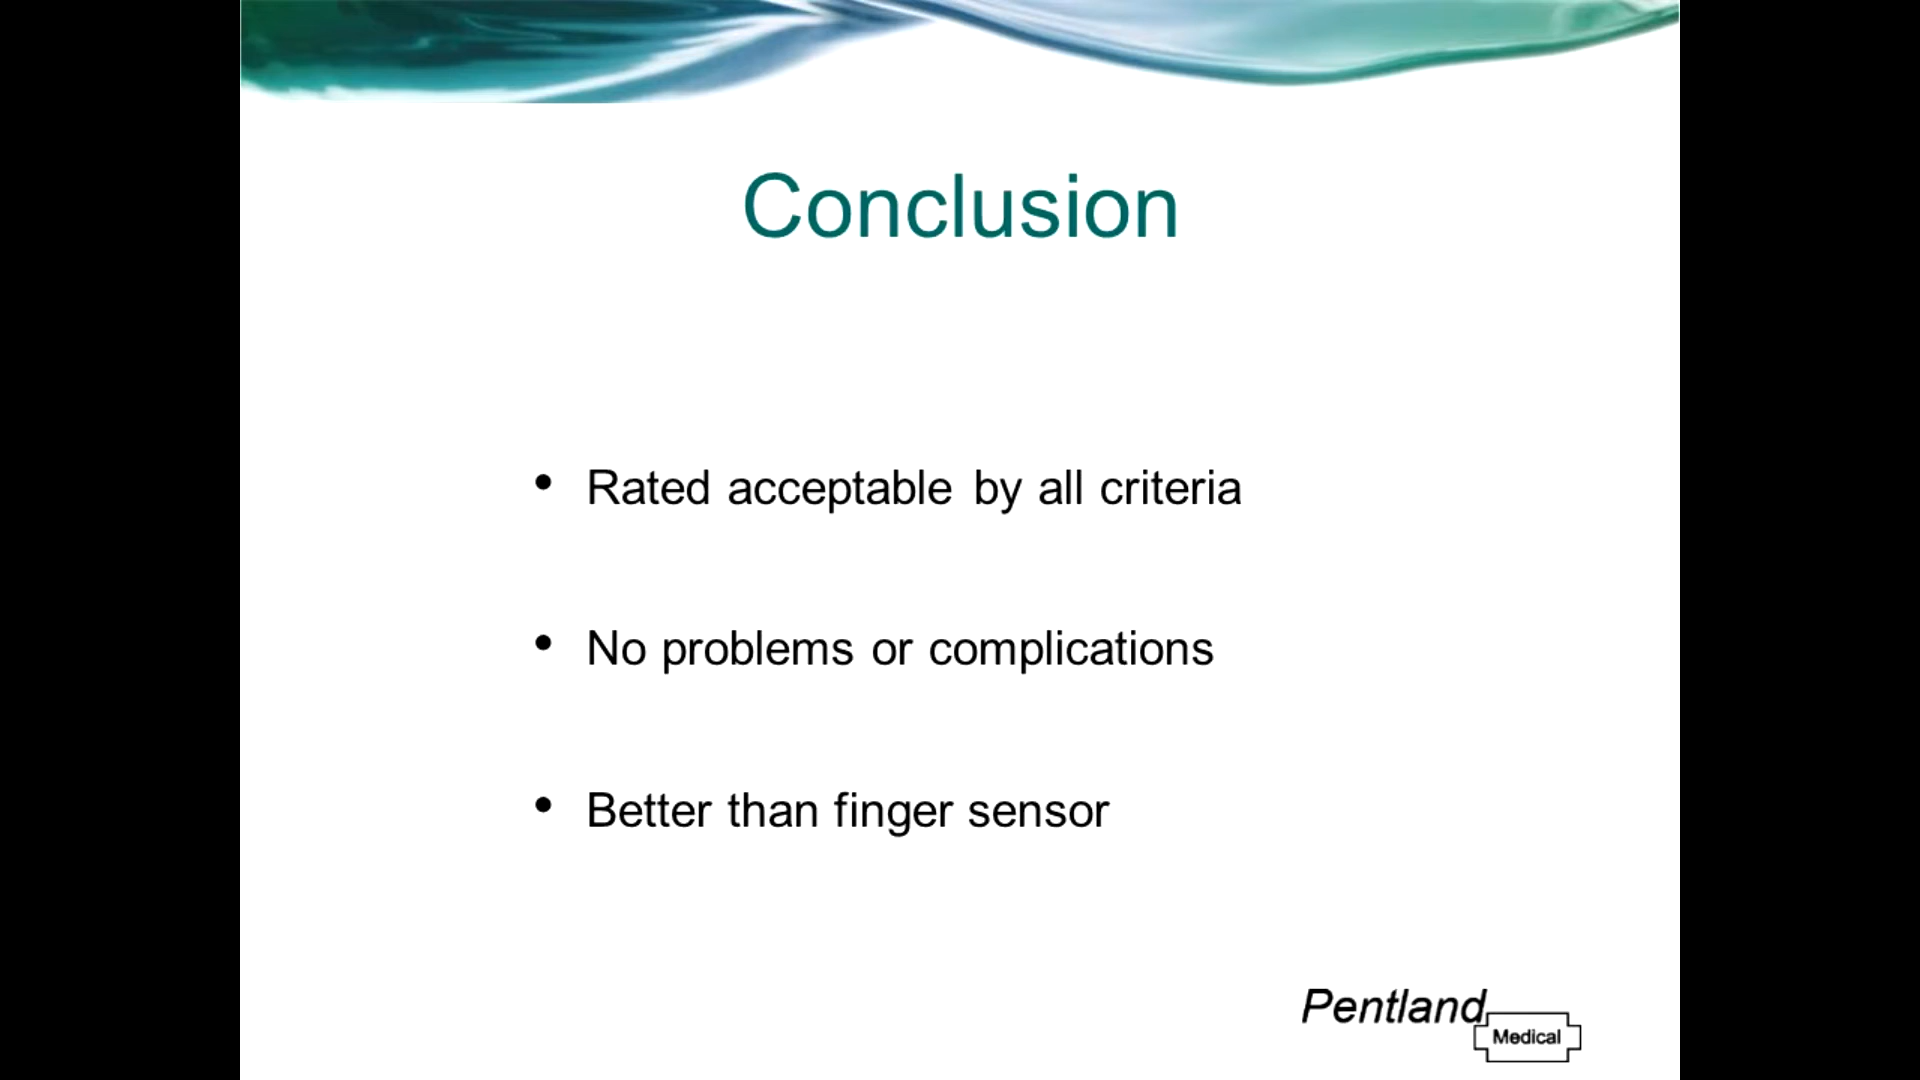 Conclusion
• Rated acceptable by all criteria
• No problems or complications
• Better than finger sensor
Pentland
Medical